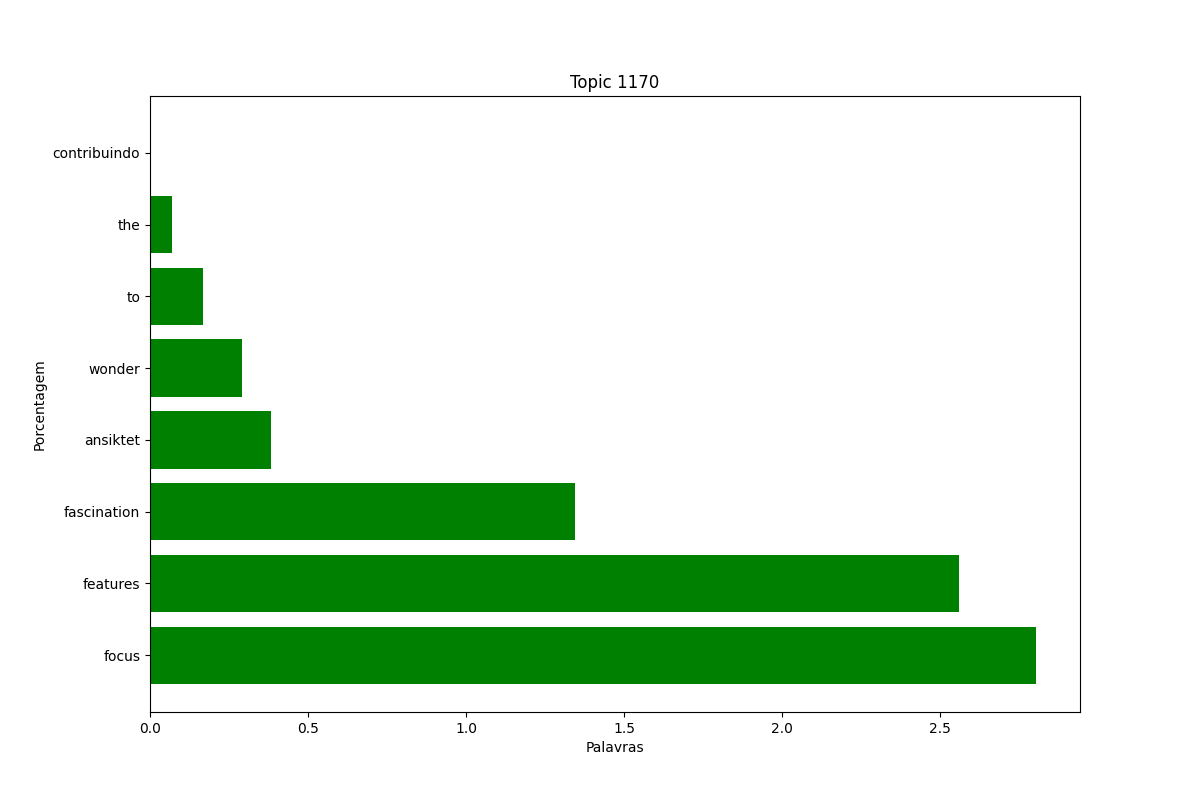 Topic 1170
contribuindo
the
to
wonder
ansiktet
fascination
features
focus
Porcentagem
0.0 0.5 1.0 1.5 2.0 2.5
Palavras